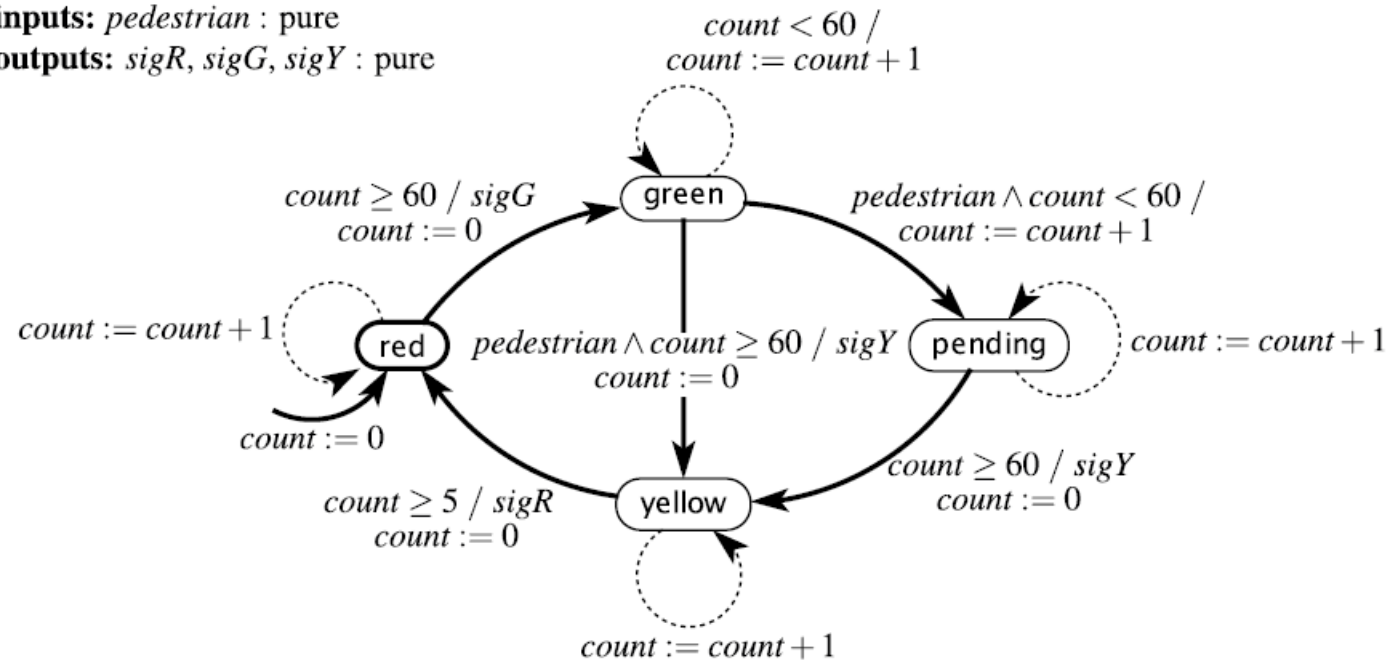 inputs: pedestrian : pure
outputs: sigR, sigG, sigY : pure
count < 60 /
count := count + 1
count ≥ 60 / sigG
count := 0
green
pedestrian ∧ count < 60 /
count := count + 1
count := count + 1
red
pedestrian ∧ count ≥ 60 / sigY
count := 0
pending
count := count + 1
count := 0
count ≥ 5 / sigR
count := 0
yellow
count ≥ 60 / sigY
count := 0
count := count + 1